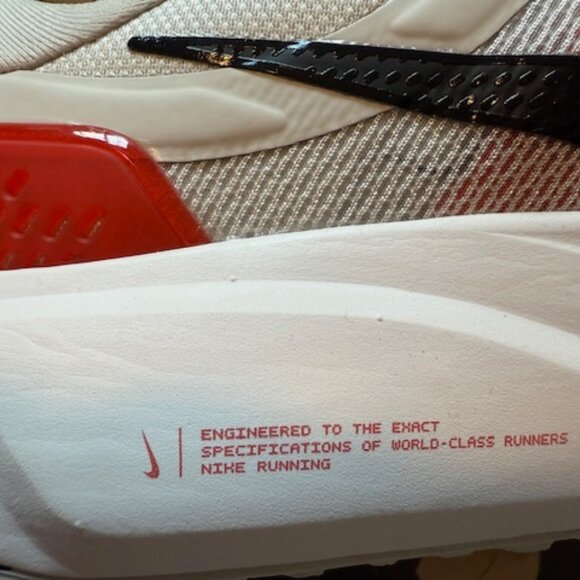 ENGINEERED TO THE EXACT
SPECIFICATIONS OF WORLD-CLASS RUNNERS
NIKE RUNNING